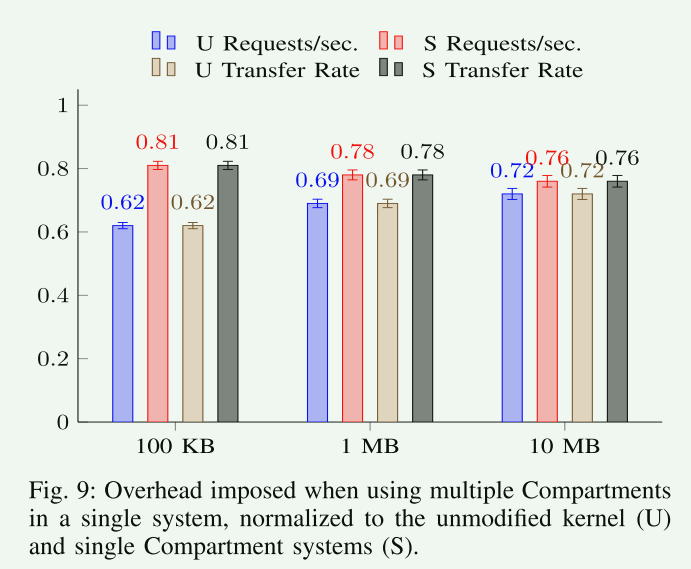 U Requests/sec. S Requests/sec.
U Transfer Rate S Transfer Rate
1
0.8
0.6
0.4
0.2
0
0.62 0.81 0.62 0.81
0.69 0.78 0.69 0.78
0.72 0.76 0.72 0.76
100 KB 1 MB 10 MB
Fig. 9: Overhead imposed when using multiple Compartments
in a single system, normalized to the unmodified kernel (U)
and single Compartment systems (S).